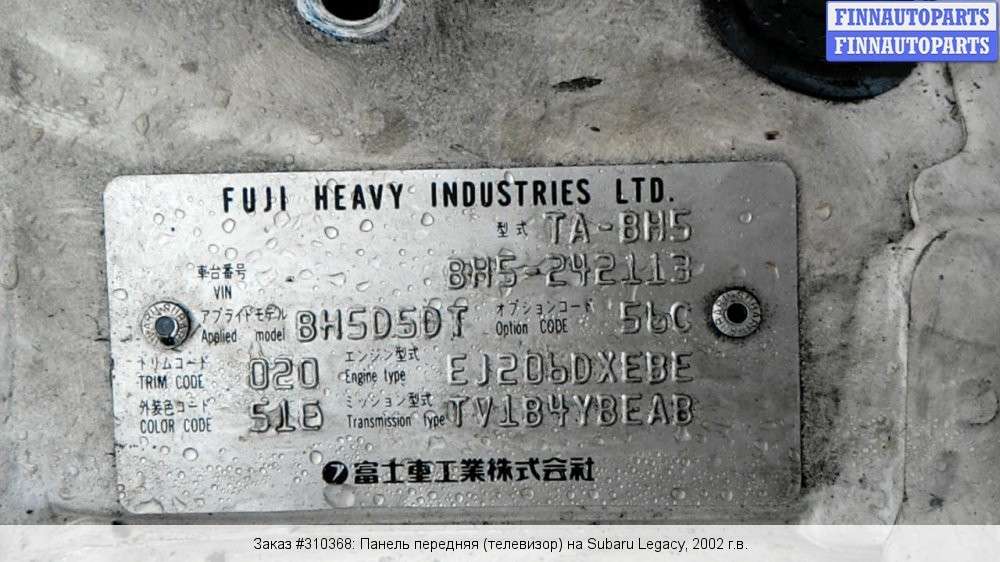 FINNAUTOPARTS
FINNAUTOPARTS
FUJI HEAVY INDUSTRIES LTD.
型式 TA-BH5
車台番号 BH5-242113
VIN
アプライドモデル オプションコード
Applied model BH5D5DT Option CODE 56C
トリムコード エンジン型式
TRIM CODE 020 Engine type EJ206DXEBE
外装色コード ミッション型式
COLOR CODE 51E Transmission type TV1B4YBEAB
富士重工業株式会社
Заказ #310368: Панель передняя (телевизор) на Subaru Legacy, 2002 г.в.